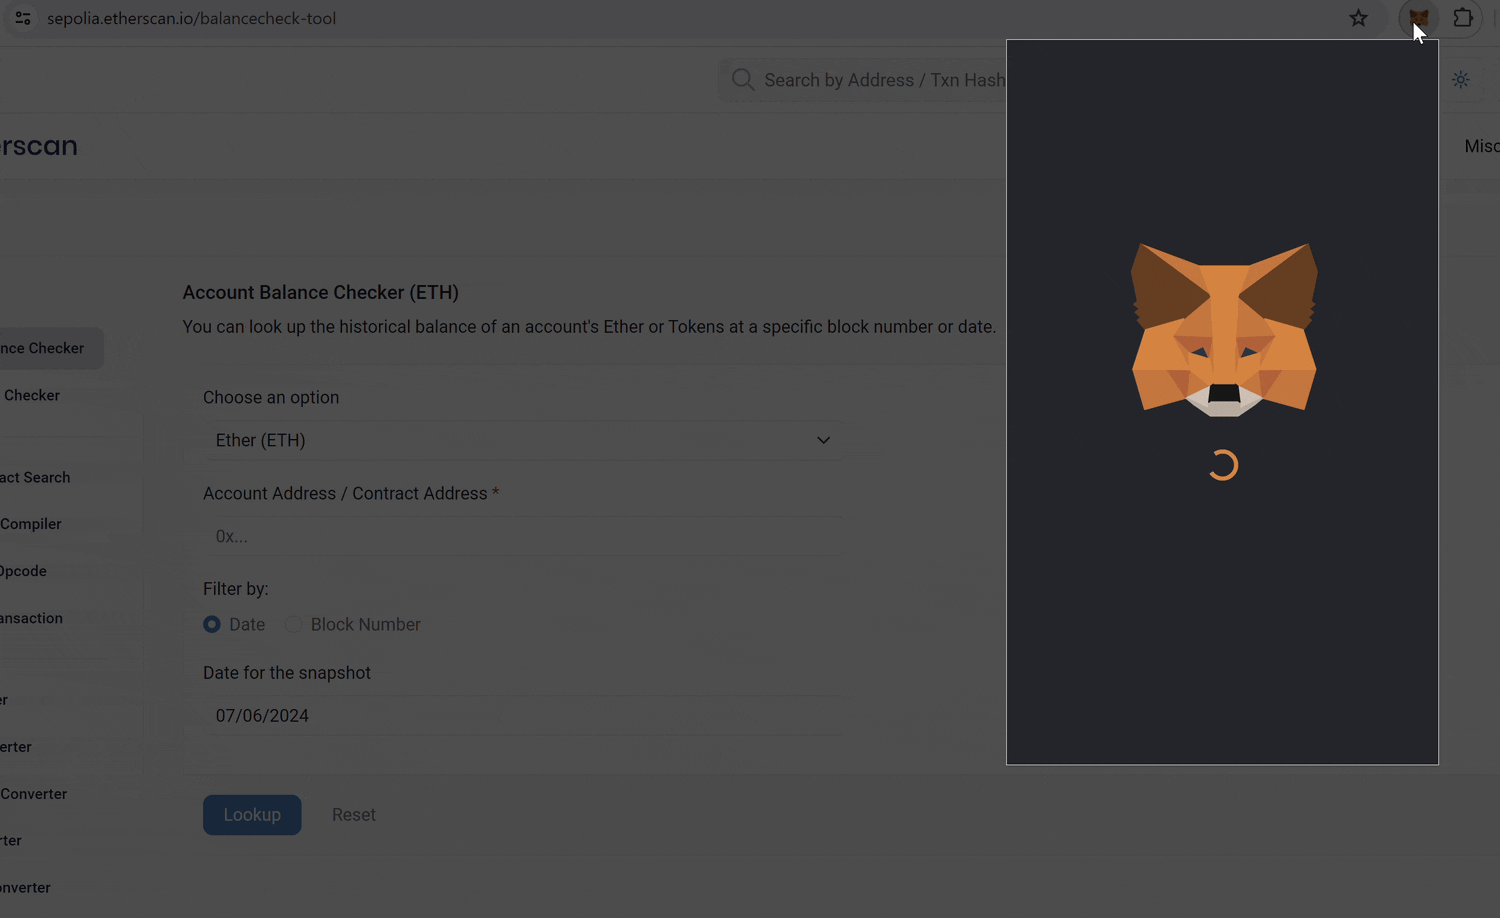 sepolia.etherscan.io/balancecheck-tool
Search by Address / Txn Hash
erscan
Misc
Account Balance Checker (ETH)
You can look up the historical balance of an account's Ether or Tokens at a specific block number or date.
nce Checker
Checker
act Search
Compiler
Opcode
ansaction
er
erter
Converter
rter
onverter
Choose an option
Ether (ETH)
Account Address / Contract Address *
0x...
Filter by:
Date Block Number
Date for the snapshot
07/06/2024
Lookup Reset